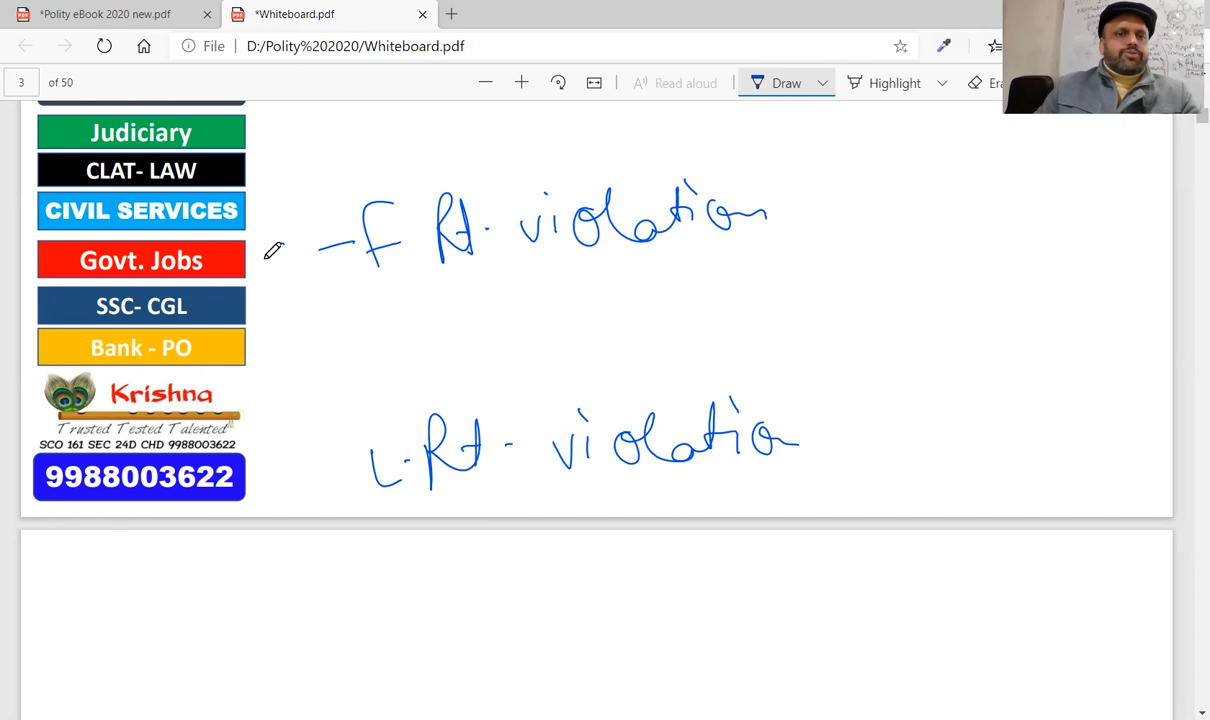 *Polity eBook 2020 new.pdf
*Whiteboard.pdf
File D:/Polity%202020/Whiteboard.pdf
3 of 50
Read aloud
Draw
Highlight
Judiciary
CLAT- LAW
CIVIL SERVICES
Govt. Jobs
SSC- CGL
Bank - PO
Krishna
Trusted Tested Talented
SCO 161 SEC 24D CHD 9988003622
9988003622
- F Rt. violation
L. Rt. violation